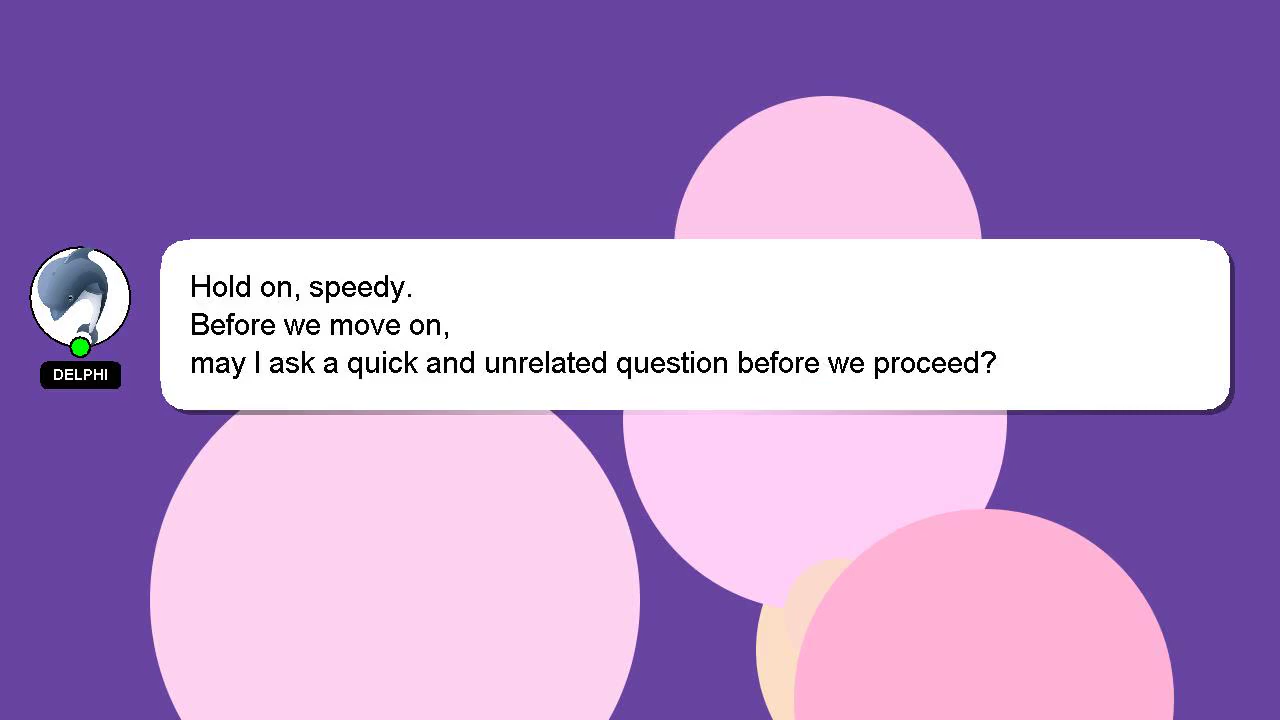 Hold on, speedy.
Before we move on,
may I ask a quick and unrelated question before we proceed?
DELPHI